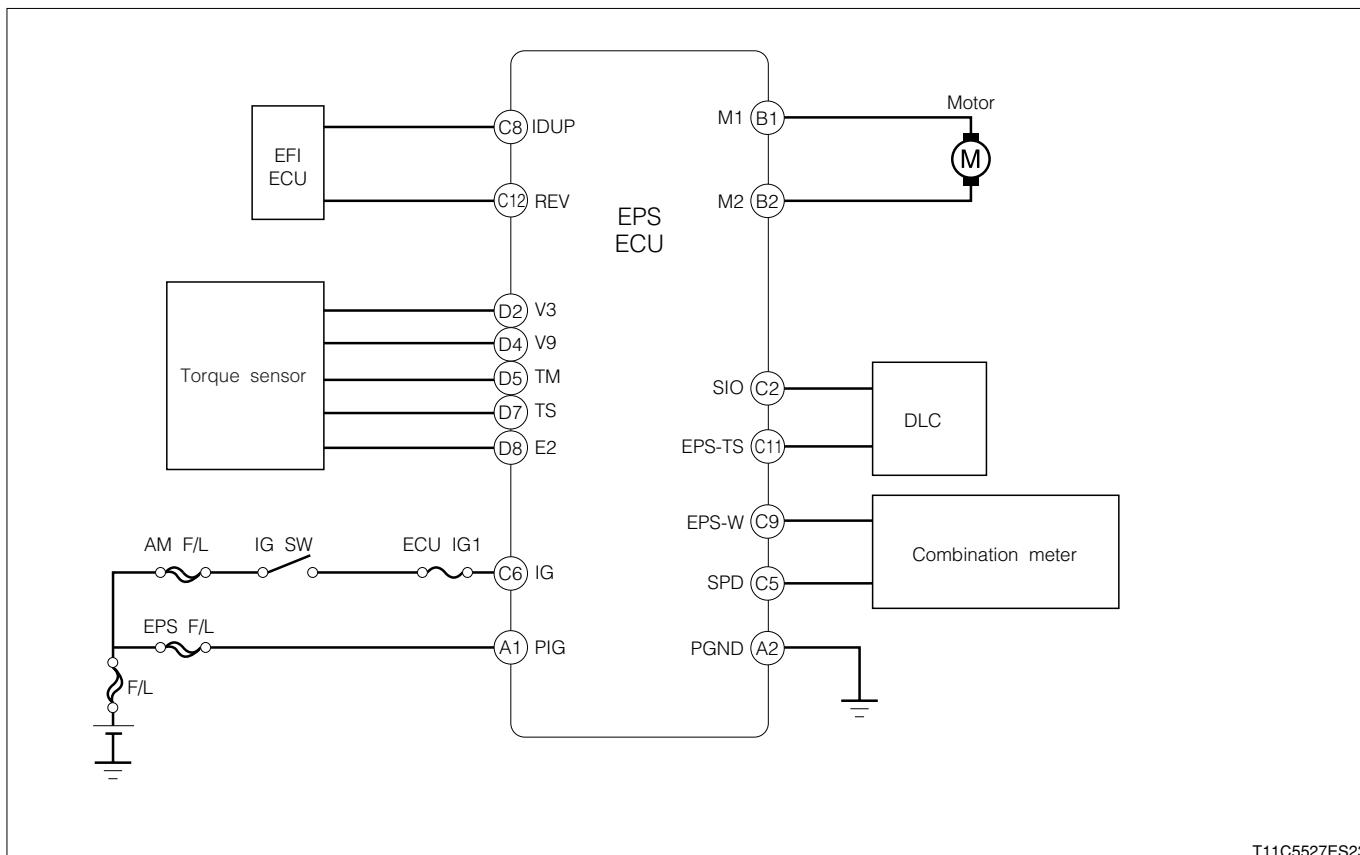 EFI
ECU
C8 IDUP
C12 REV
Torque sensor
D2 V3
D4 V9
D5 TM
D7 TS
D8 E2
AM F/L IG SW ECU IG1
C6 IG
EPS F/L
A1 PIG
F/L
EPS
ECU
M1 B1
Motor
M
M2 B2
SIO C2
DLC
EPS-TS C11
EPS-W C9
Combination meter
SPD C5
PGND A2